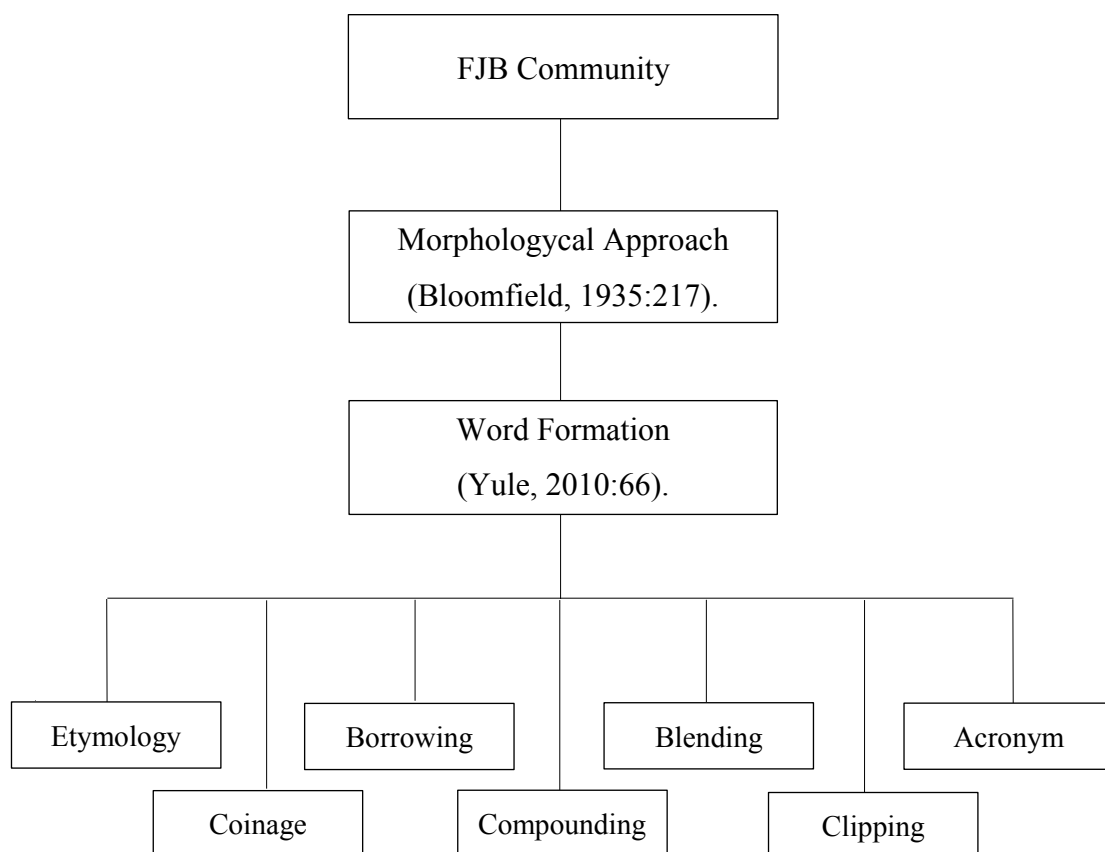 FJB Community
Morphologycal Approach
(Bloomfield, 1935:217).
Word Formation
(Yule, 2010:66).
Etymology
Borrowing
Blending
Acronym
Coinage
Compounding
Clipping